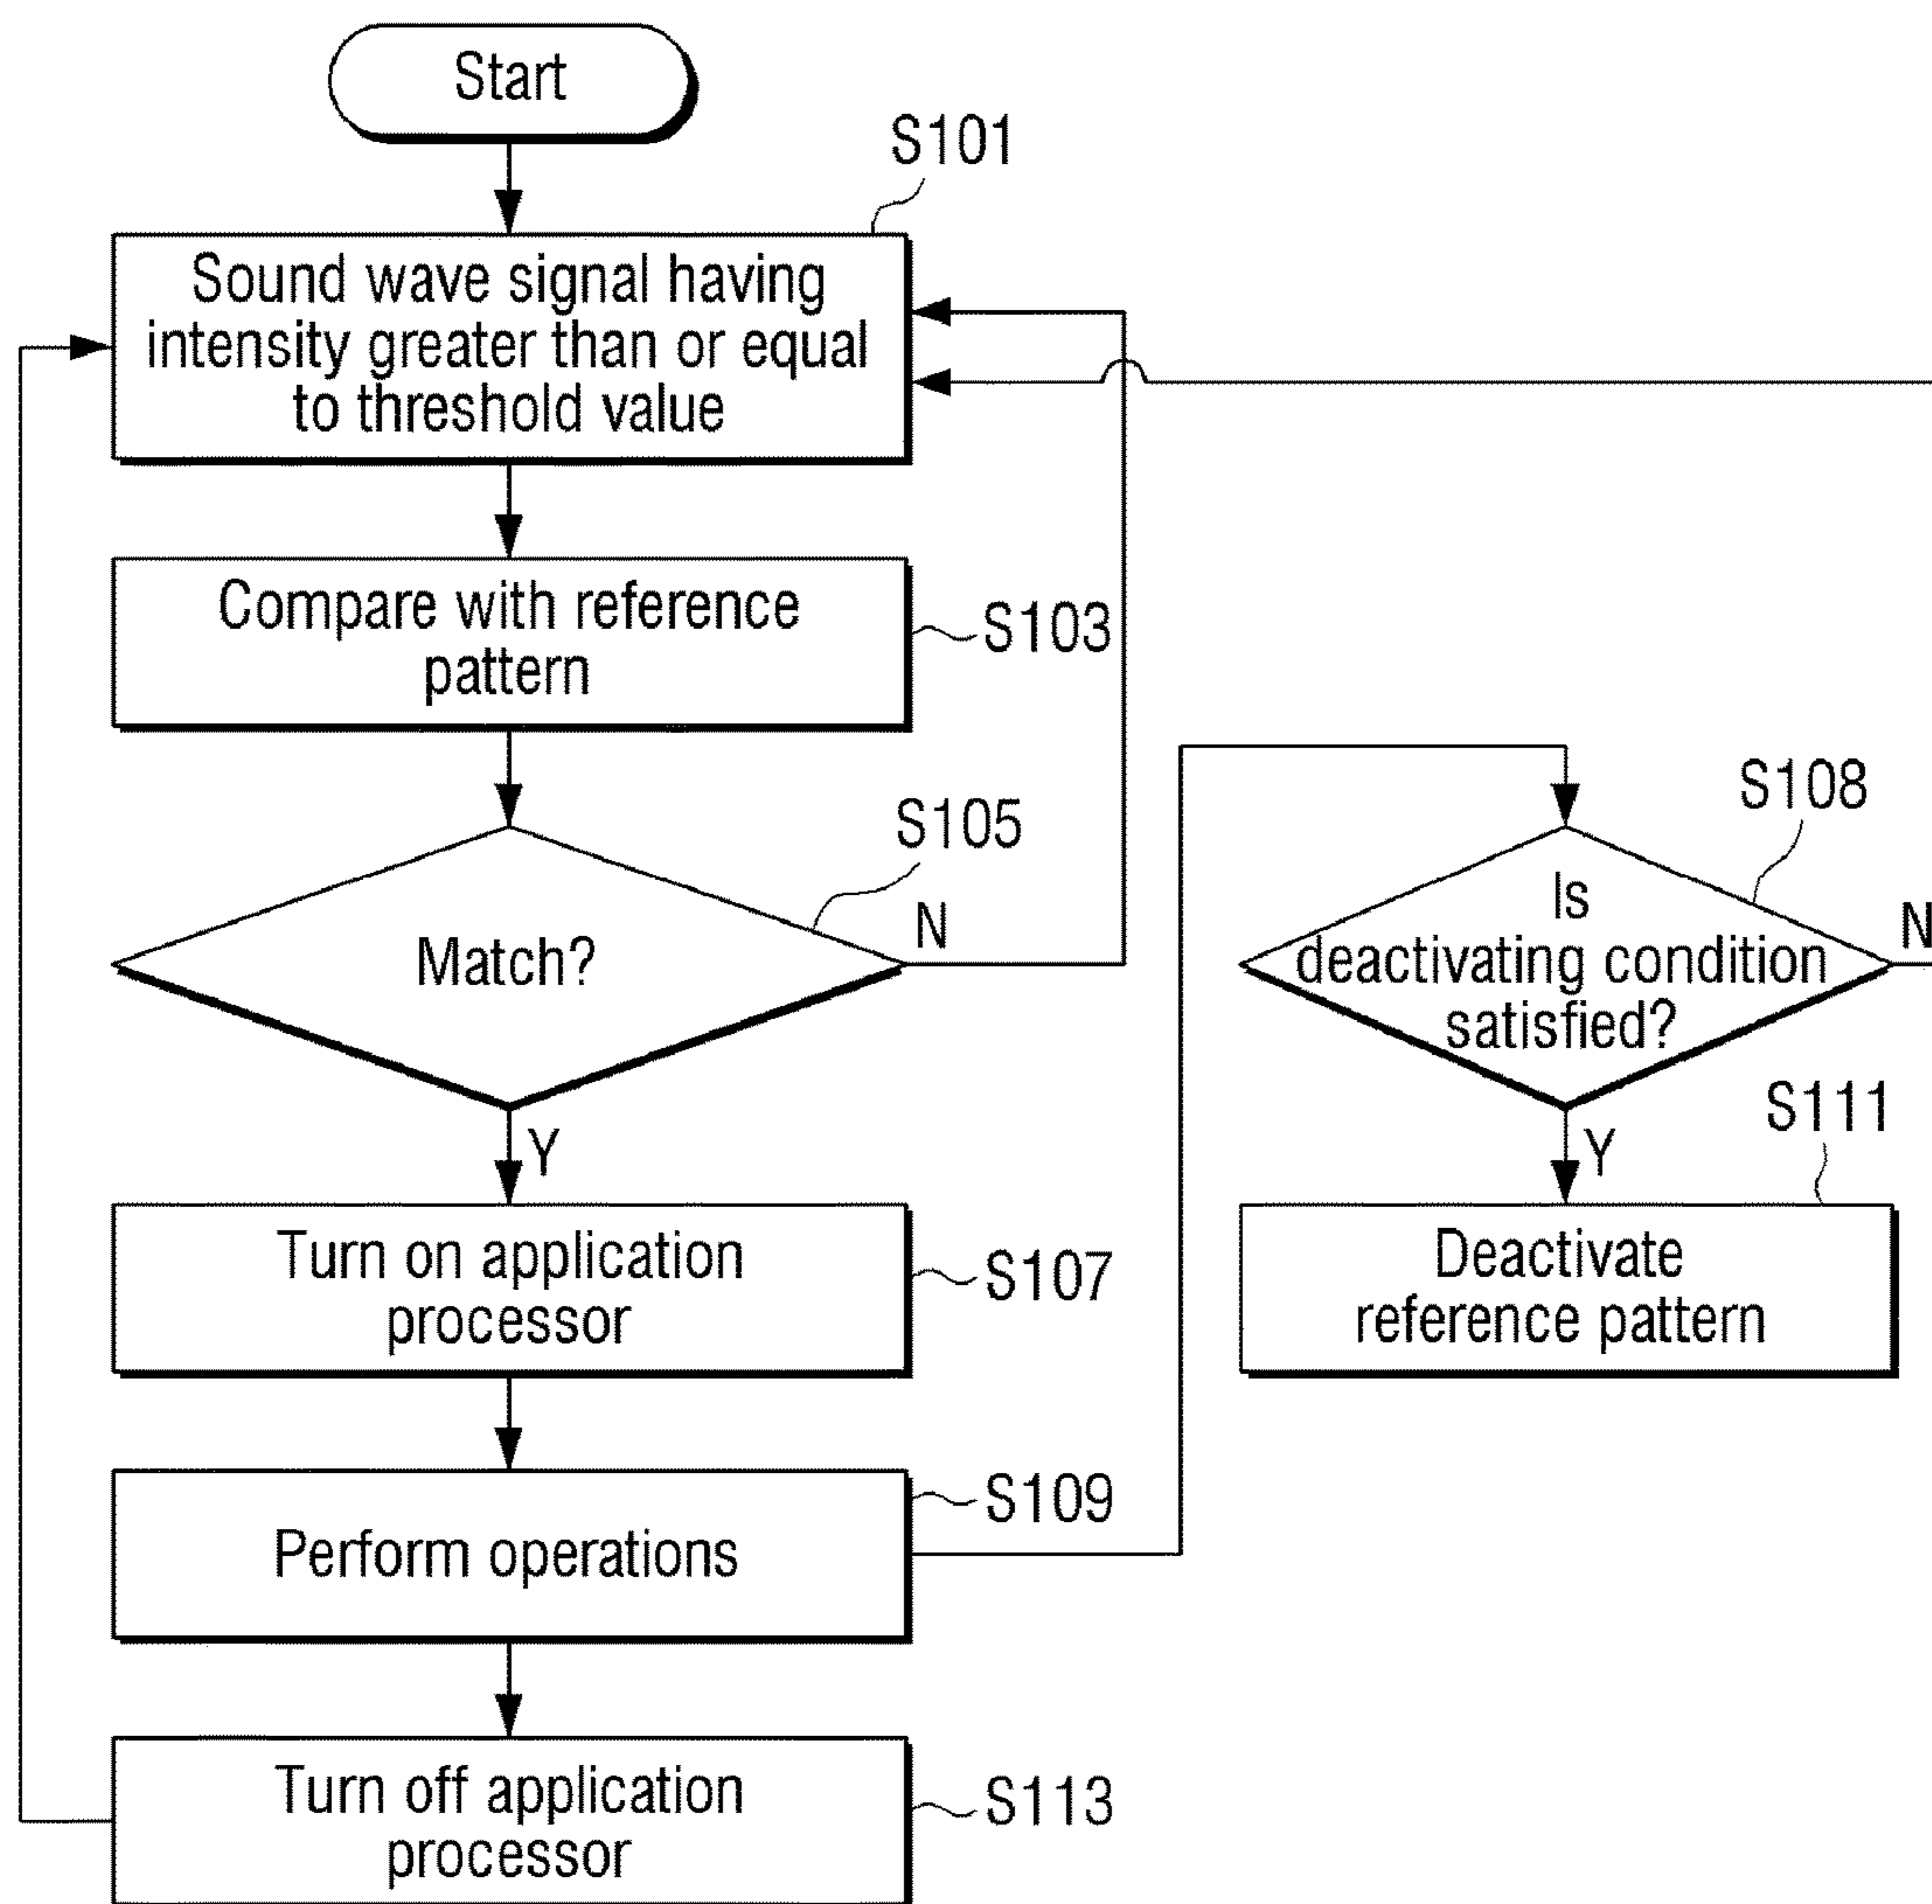 Start
S101
Sound wave signal having
intensity greater than or equal
to threshold value
Compare with reference
pattern
S103
S105
Match?
N
Y
Turn on application
processor
S107
S109
Perform operations
Turn off application
processor
S113
S108
Is
deactivating condition
satisfied?
N
Y
S111
Deactivate
reference pattern